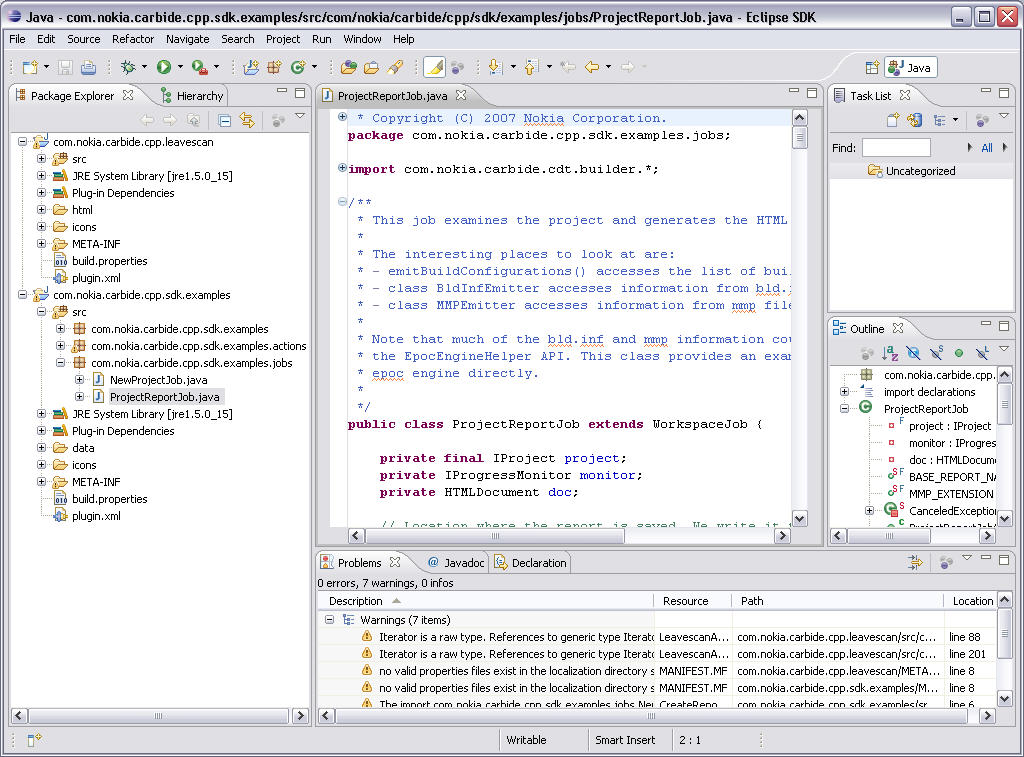 Java - com.nokia.carbide.cpp.sdk.examples/src/com/nokia/carbide/cpp/sdk/examples/jobs/ProjectReportJob.java - Eclipse SDK
File Edit Source Refactor Navigate Search Project Run Window Help
Java
Package Explorer Hierarchy
com.nokia.carbide.cpp.leavescan
src
JRE System Library [jre1.5.0_15]
Plug-in Dependencies
html
icons
META-INF
build.properties
plugin.xml
com.nokia.carbide.cpp.sdk.examples
src
com.nokia.carbide.cpp.sdk.examples
com.nokia.carbide.cpp.sdk.examples.actions
com.nokia.carbide.cpp.sdk.examples.jobs
NewProjectJob.java
ProjectReportJob.java
JRE System Library [jre1.5.0_15]
Plug-in Dependencies
data
icons
META-INF
build.properties
plugin.xml
ProjectReportJob.java
* Copyright (C) 2007 Nokia Corporation.
package com.nokia.carbide.cpp.sdk.examples.jobs;
import com.nokia.carbide.cdt.builder.*;
/**
* This job examines the project and generates the HTML
*
* The interesting places to look at are:
* - emitBuildConfigurations() accesses the list of bui
* - class BldInfEmitter accesses information from bld.i
* - class MMPEmitter accesses information from mmp file
*
* Note that much of the bld.inf and mmp information cou
* the EpocEngineHelper API. This class provides an exam
* epoc engine directly.
*
*/
public class ProjectReportJob extends WorkspaceJob {
private final IProject project;
private IProgressMonitor monitor;
private HTMLDocument doc;
// Location where the report is saved. We write it
Task List
Find: All
Uncategorized
Outline
com.nokia.carbide.cpp.
import declarations
ProjectReportJob
project : IProject
monitor : IProgres
doc : HTMLDocum
BASE_REPORT_NA
MMP_EXTENSION
CanceledException
ProjectReportJob
Problems Javadoc Declaration
0 errors, 7 warnings, 0 infos
Description Resource Path Location
Warnings (7 items)
Iterator is a raw type. References to generic type Iterato LeavescanA... com.nokia.carbide.cpp.leavescan/src/c... line 88
Iterator is a raw type. References to generic type Iterato LeavescanA... com.nokia.carbide.cpp.leavescan/src/c... line 201
no valid properties files exist in the localization directory s MANIFEST.MF com.nokia.carbide.cpp.leavescan/META... line 8
no valid properties files exist in the localization directory s MANIFEST.MF com.nokia.carbide.cpp.sdk.examples/M... line 8
The import com.nokia.carbide.cpp.sdk.examples.jobs.New CreateRepo... com.nokia.carbide.cpp.sdk.examples/src line 6
Writable Smart Insert 2 : 1